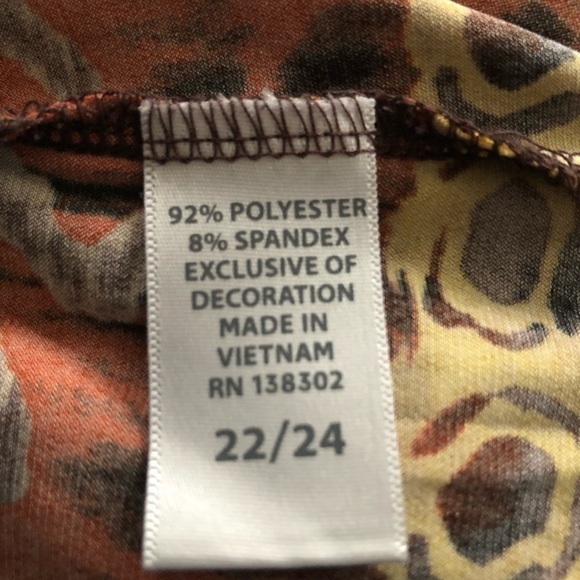 92% POLYESTER
8% SPANDEX
EXCLUSIVE OF
DECORATION
MADE IN
VIETNAM
RN 138302
22/24